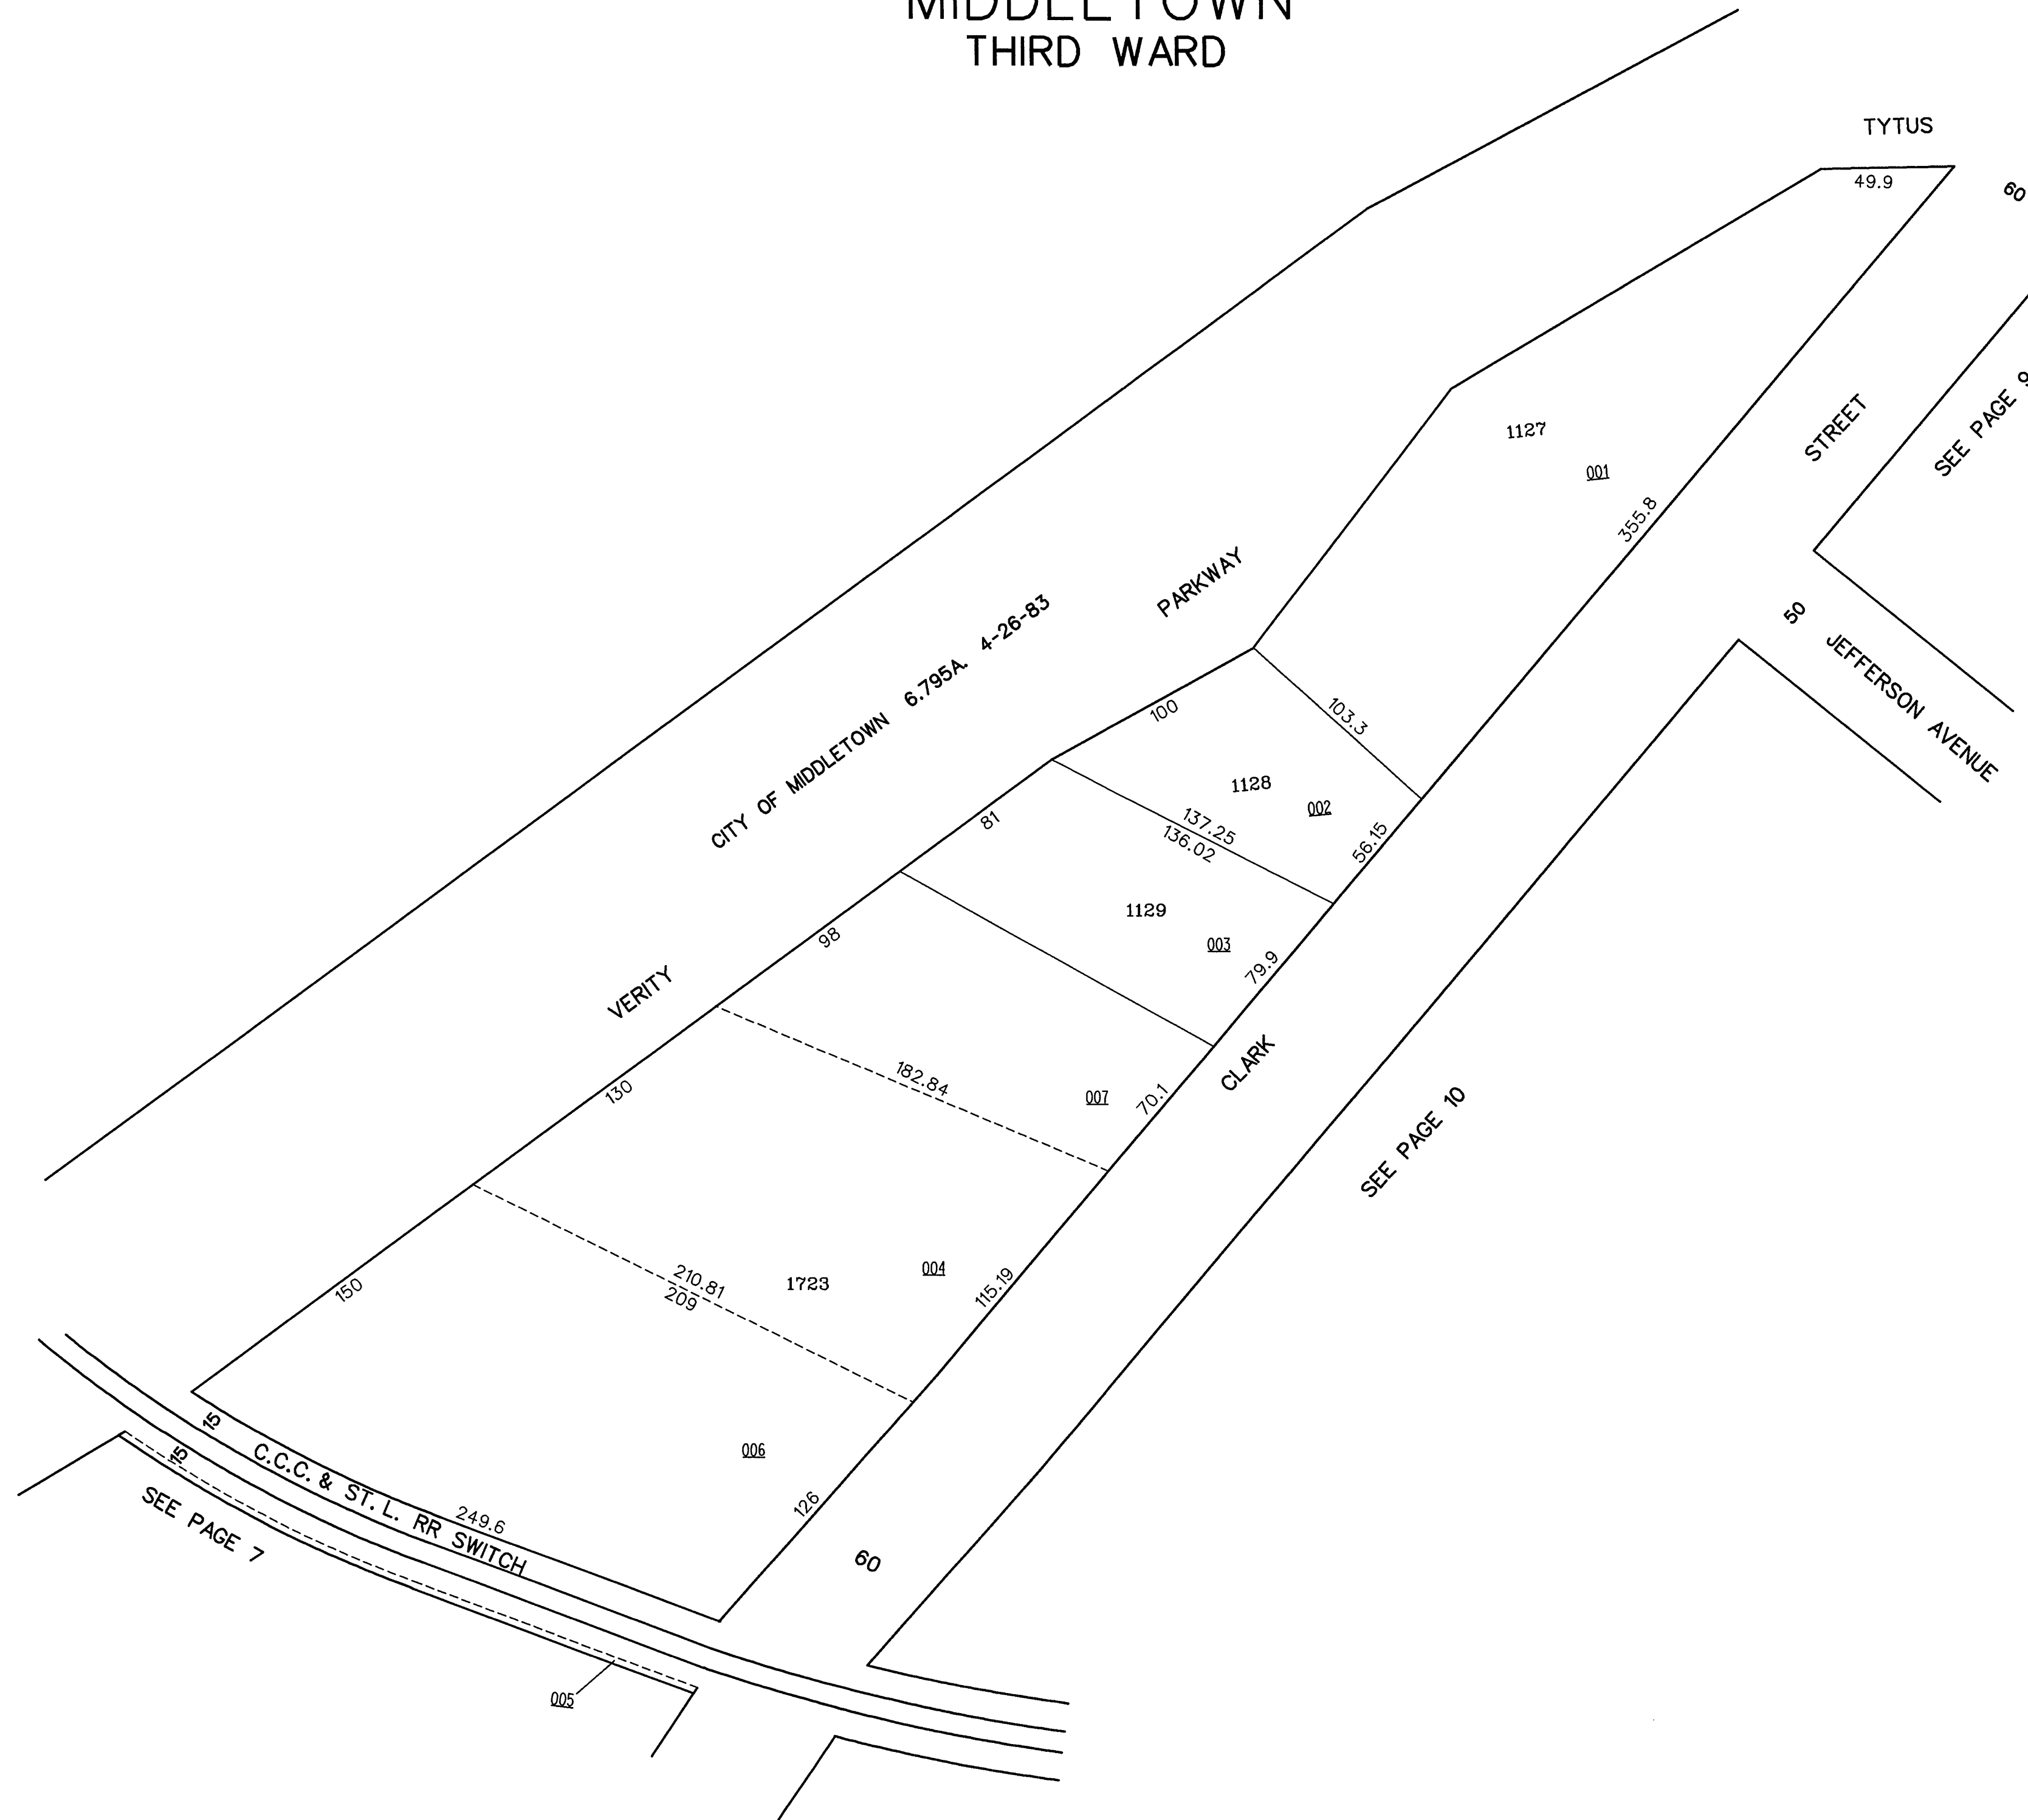 MIDDLETOWN
THIRD WARD
TYTUS
49.9
60
SEE PAGE 9
STREET
1127
001
355.8
50
JEFFERSON AVENUE
PARKWAY
CITY OF MIDDLETOWN 6.795A. 4-26-83
100
103.3
1128
002
137.25
136.02
56.15
81
1129
003
79.9
98
VERITY
CLARK
182.84
007
70.1
130
SEE PAGE 10
210.81
209
1723
004
115.19
150
006
126
15
15
C.C.C. & ST. L. RR SWITCH
249.6
SEE PAGE 7
60
005